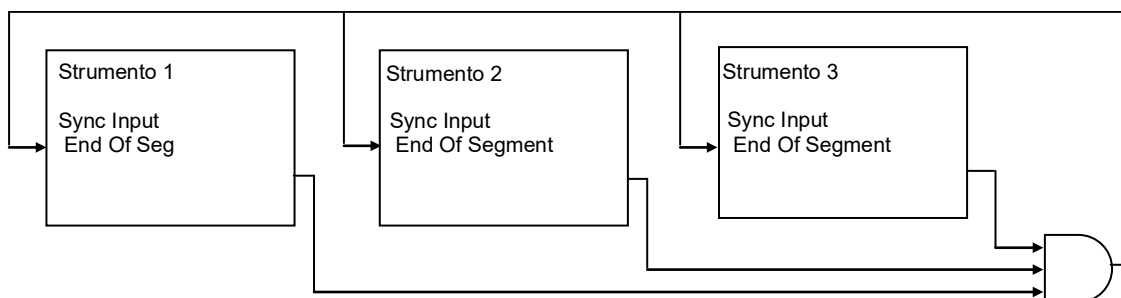 Strumento 1
Sync Input
End Of Seg
Strumento 2
Sync Input
End Of Segment
Strumento 3
Sync Input
End Of Segment